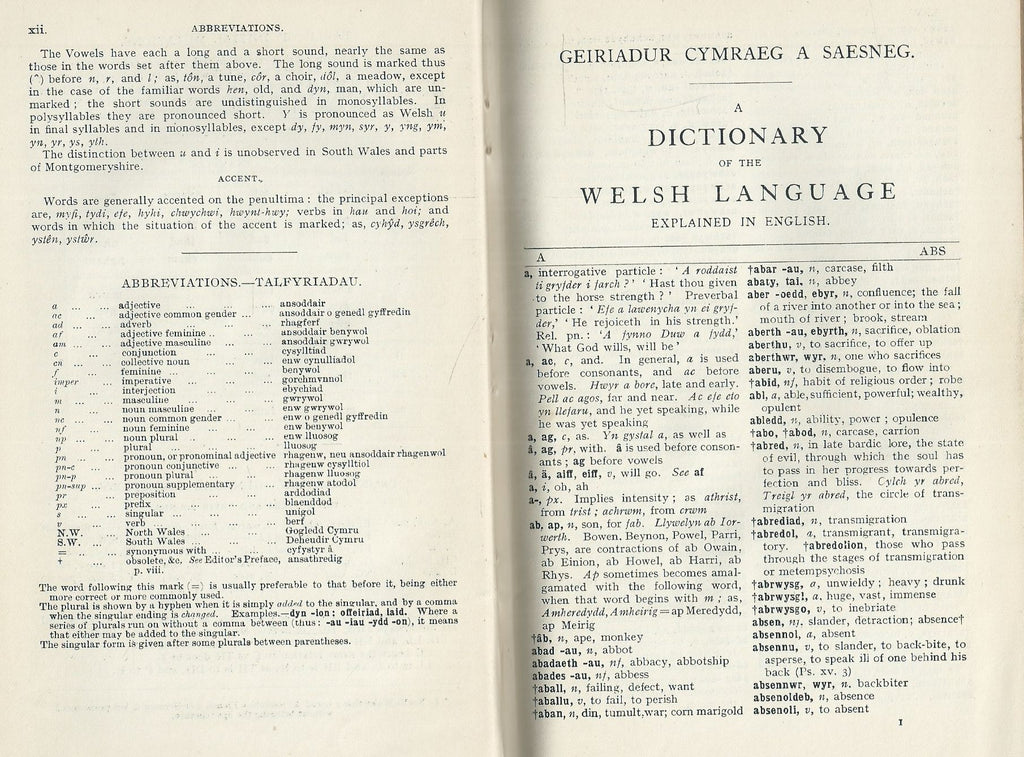 xii. ABBREVIATIONS.
The Vowels have each a long and a short sound, nearly the same as
those in the words set after them above. The long sound is marked thus
(^) before n, r, and l; as, tôn, a tune, côr, a choir, dôl, a meadow, except
in the case of the familiar words hen, old, and dyn, man, which are un-
marked; the short sounds are undistinguished in monosyllables. In
polysyllables they are pronounced short. Y is pronounced as Welsh u
in final syllables and in monosyllables, except dy, fy, myn, syr, y, yng, ym,
yn, yr, ys, yth.
The distinction between u and i is unobserved in South Wales and parts
of Montgomeryshire.
ACCENT.
Words are generally accented on the penultima: the principal exceptions
are, myfi, tydi, efe, hyhi, chwychwi, hwynt-hwy; verbs in hau and hoi; and
words in which the situation of the accent is marked; as, cyhŷd, ysgrêch,
ystên, ystŵr.
ABBREVIATIONS.—TALFYRIADAU.
a ... ... adjective ... ... ... ansoddair
ac ... ... adjective common gender ... ansoddair o genedl gyffredin
ad ... ... adverb ... ... ... rhagferf
af ... ... adjective feminine .. ... ansoddair benywol
am ... ... adjective masculine ... ... ansoddair gwrywol
c ... ... conjunction ... ... cysylltiad
cn ... ... collective noun ... ... enw cynulliadol
f ... ... feminine ... ... ... benywol
imper ... imperative ... ... ... gorchmynnol
i ... ... interjection ... ... ebychiad
m ... ... masculine ... ... ... gwrywol
n ... ... noun masculine ... ... enw gwrywol
nc ... ... noun common gender ... ... enw o genedl gyffredin
nf ... ... noun feminine ... ... enw benywol
np ... ... noun plural ... ... ... enw lluosog
p ... ... plural ... ... ... lluosog
pn ... ... pronoun, or pronominal adjective rhagenw, neu ansoddair rhagenwol
pn-c ... pronoun conjunctive ... ... rhagenw cysylltiol
pn-p ... pronoun plural ... ... rhagenw lluosog
pn-sup ... pronoun supplementary ... rhagenw atodol
pr ... ... preposition ... ... arddodiad
px ... ... prefix ... ... ... blaenddod
s ... ... singular ... ... ... unigol
v ... ... verb ... ... ... berf
N.W. ... North Wales ... ... Gogledd Cymru
S.W. ... South Wales ... ... Deheudir Cymru
= ... ... synonymous with ... ... cyfystyr â
† ... ... obsolete, &c. See Editor's Preface, ansathredig
p. viii.
The word following this mark (=) is usually preferable to that before it, being either
more correct or more commonly used.
The plural is shown by a hyphen when it is simply added to the singular, and by a comma
when the singular ending is changed. Examples.—dyn -ion: offeiriad, iaid. Where a
series of plurals run on without a comma between (thus: -au -iau -ydd -on), it means
that either may be added to the singular.
The singular form is given after some plurals between parentheses.
GEIRIADUR CYMRAEG A SAESNEG.
A
DICTIONARY
OF THE
WELSH LANGUAGE
EXPLAINED IN ENGLISH.
A ABS
a, interrogative particle: 'A roddaist
ti gryfder i farch?' 'Hast thou given
to the horse strength?' Preverbal
particle: 'Efe a lawenycha yn ei gryf-
der,' 'He rejoiceth in his strength.'
Rel. pn.: 'A fynno Duw a fydd,'
'What God wills, will be'
a, ac, c, and. In general, a is used
before consonants, and ac before
vowels. Hwyr a bore, late and early.
Pell ac agos, far and near. Ac efe eto
yn llefaru, and he yet speaking, while
he was yet speaking
a, ag, c, as. Yn gystal a, as well as
â, ag, pr, with. â is used before conson-
ants; ag before vowels
â, ä, aiff, eiff, v, will go. See af
a, i, oh, ah
a-, px. Implies intensity; as athrist,
from trist; achrwm, from crwm
ab, ap, n, son, for fab. Llywelyn ab Ior-
werth. Bowen, Beynon, Powel, Parri,
Prys, are contractions of ab Owain,
ab Einion, ab Howel, ab Harri, ab
Rhys. Ap sometimes becomes amal-
gamated with the following word,
when that word begins with m; as,
Amheredydd, Amheirig = ap Meredydd,
ap Meirig
†âb, n, ape, monkey
abad -au, n, abbot
abadaeth -au, nf, abbacy, abbotship
abades -au, nf, abbess
†aball, n, failing, defect, want
†aballu, v, to fail, to perish
†aban, n, din, tumult, war; corn marigold
†abar -au, n, carcase, filth
abaty, tai, n, abbey
aber -oedd, ebyr, n, confluence; the fall
of a river into another or into the sea;
mouth of river; brook, stream
aberth -au, ebyrth, n, sacrifice, oblation
aberthu, v, to sacrifice, to offer up
aberthwr, wyr, n, one who sacrifices
aberu, v, to disembogue, to flow into
†abid, nf, habit of religious order; robe
abl, a, able, sufficient, powerful; wealthy,
opulent
abledd, n, ability, power; opulence
†abo, †abod, n, carcase, carrion
†abred, n, in late bardic lore, the state
of evil, through which the soul has
to pass in her progress towards per-
fection and bliss. Cylch yr abred,
Treigl yr abred, the circle of trans-
migration
†abrediad, n, transmigration
†abredol, a, transmigrant, transmigra-
tory. †abredolion, those who pass
through the stages of transmigration
or metempsychosis
†abrwysg, a, unwieldy; heavy; drunk
†abrwysgl, a, huge, vast, immense
†abrwysgo, v, to inebriate
absen, nf. slander, detraction; absence†
absennol, a, absent
absennu, v, to slander, to back-bite, to
asperse, to speak ill of one behind his
back (Ps. xv. 3)
absennwr, wyr, n. backbiter
absenoldeb, n, absence
absenoli, v, to absent
1